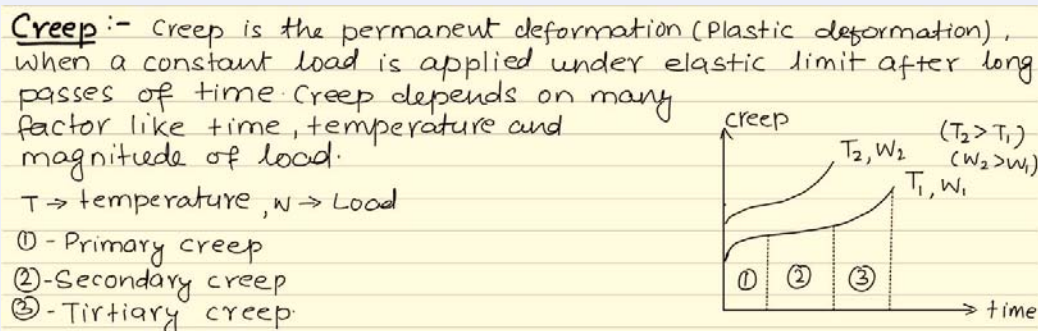 Creep :- Creep is the permanent deformation (Plastic deformation),
when a constant load is applied under elastic limit after long
passes of time. Creep depends on many
factor like time, temperature and
magnitude of load.
T → temperature, W → Load
① - Primary creep
②-Secondary creep
③ - Tirtiary creep.
creep
(T₂ > T₁)
T₂, W₂
(W₂ > W₁)
T₁, W₁
① ② ③
time